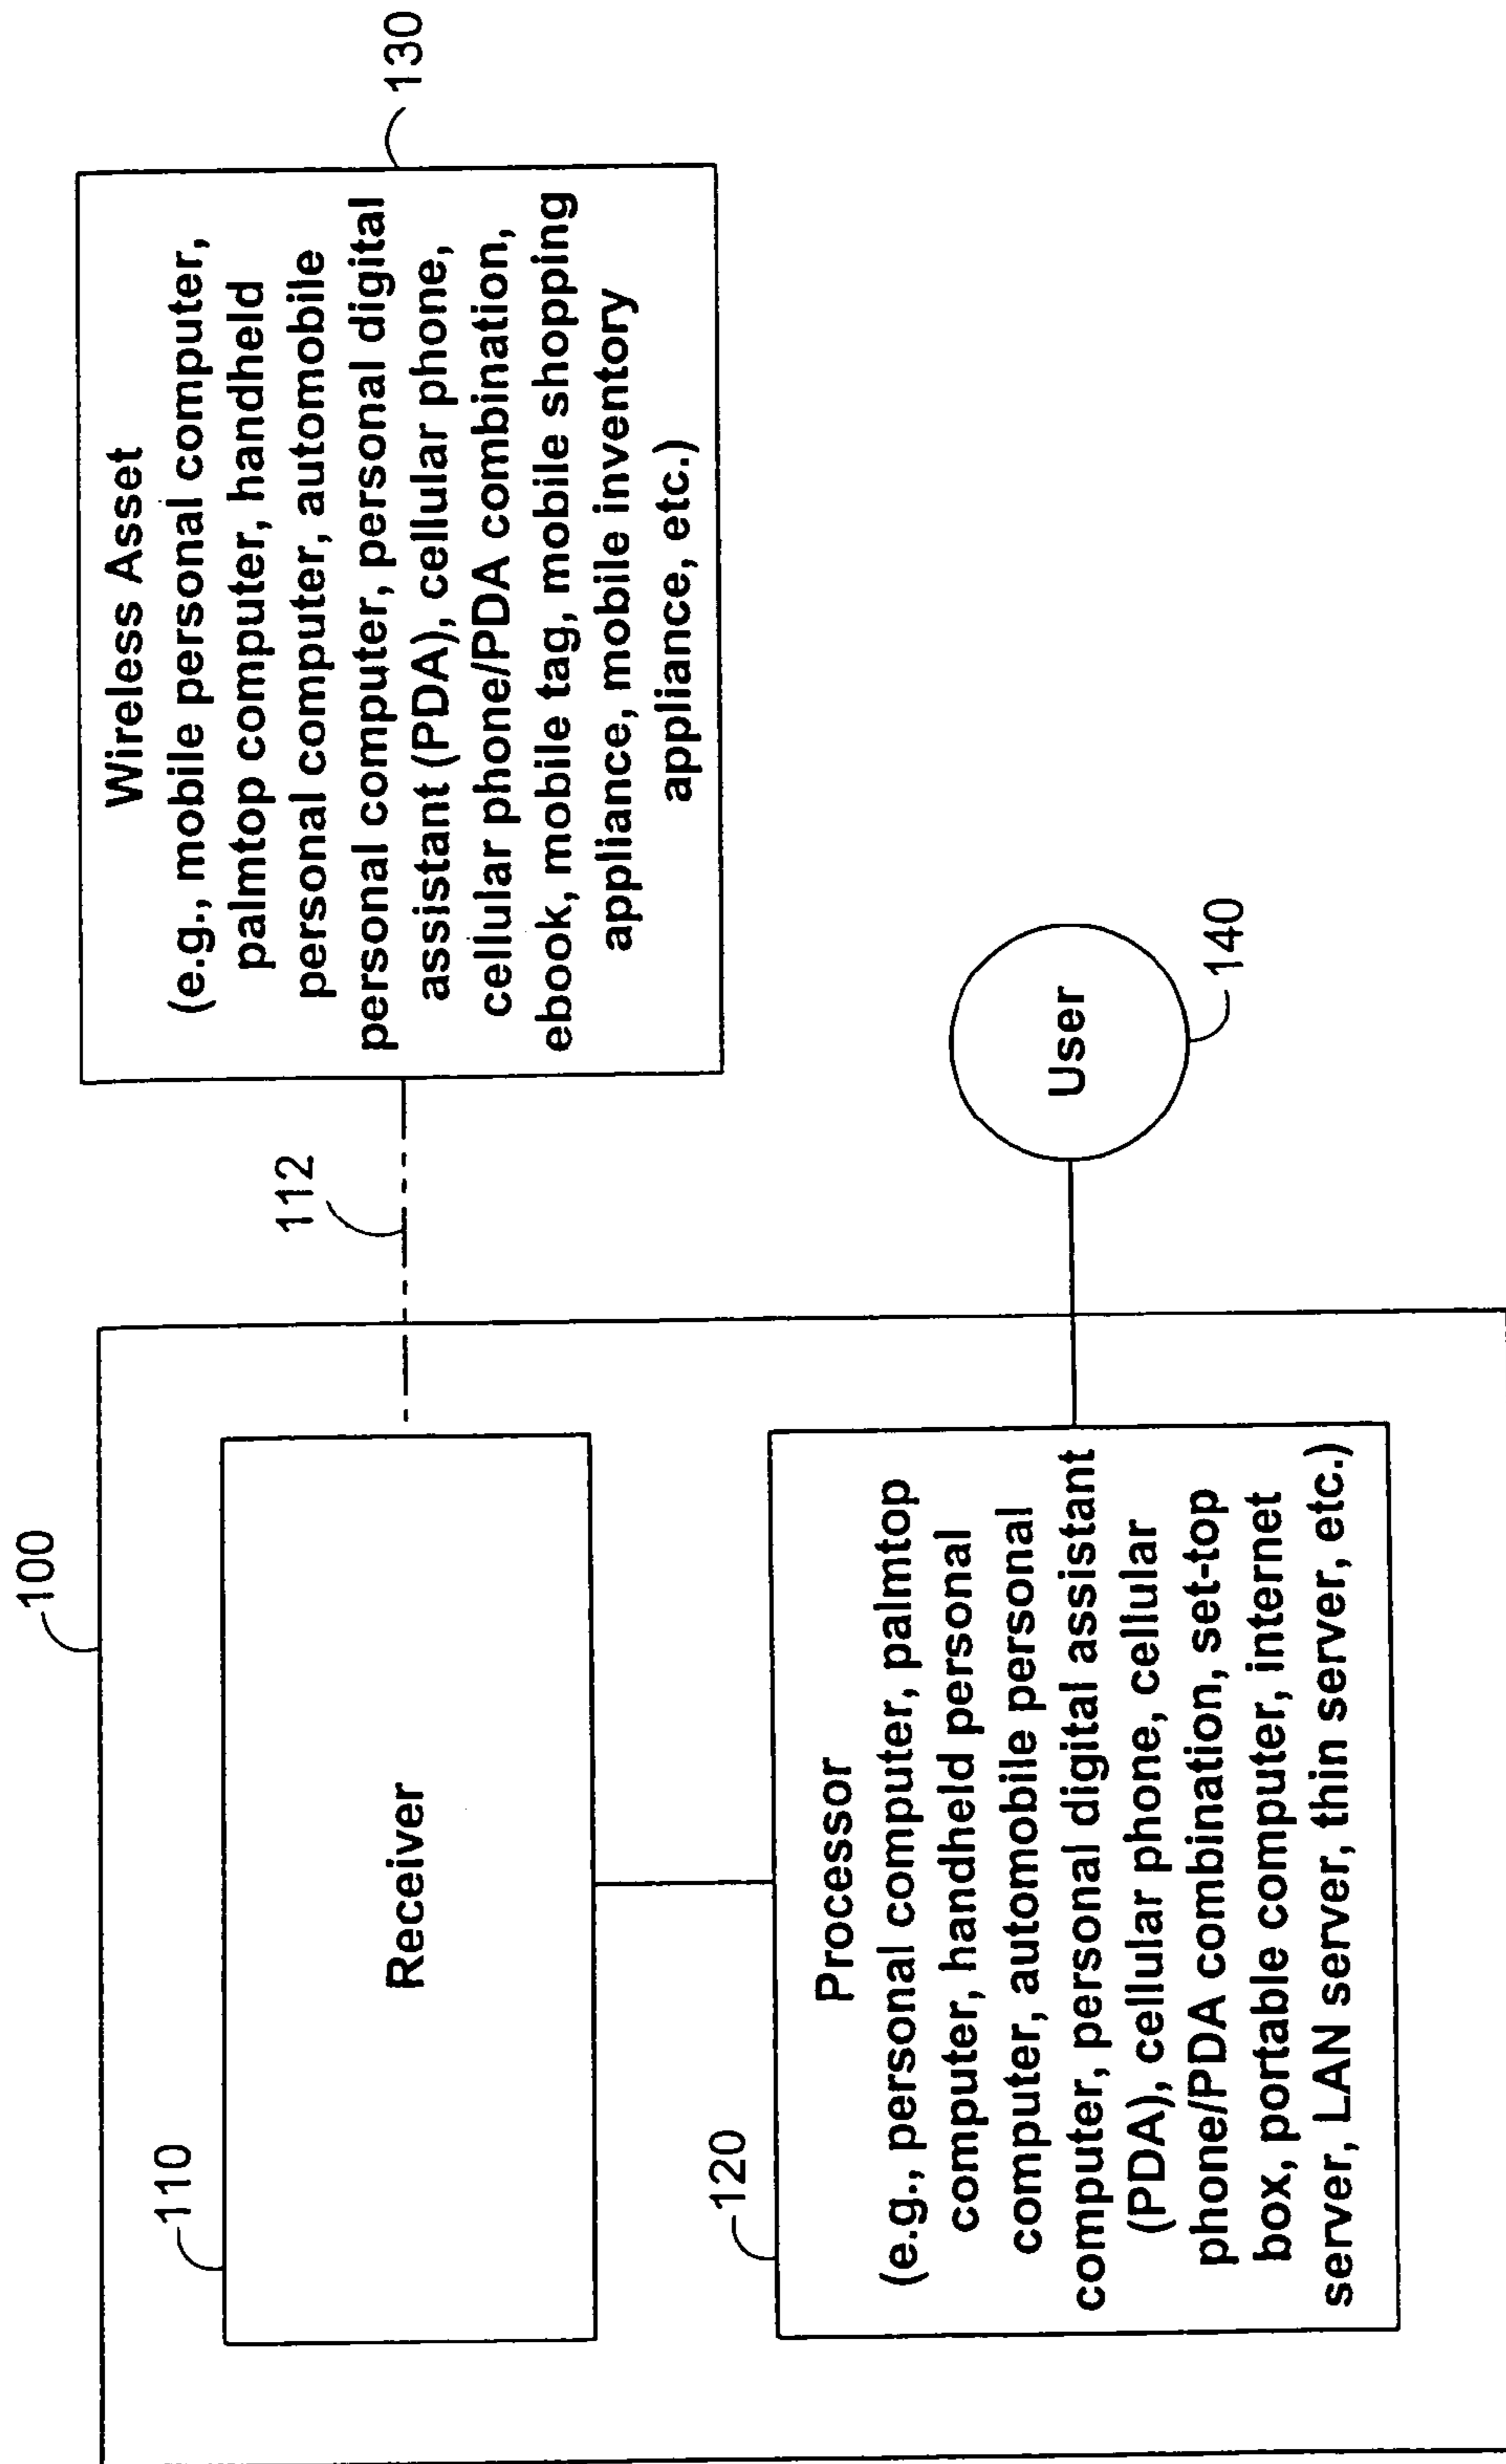 100
110
Receiver
120
Processor
(e.g., personal computer, palmtop
computer, handheld personal
computer, automobile personal
computer, personal digital assistant
(PDA), cellular phone, cellular
phone/PDA combination, set-top
box, portable computer, internet
server, LAN server, thin server, etc.)
112
Wireless Asset
(e.g., mobile personal computer,
palmtop computer, handheld
personal computer, automobile
personal computer, personal digital
assistant (PDA), cellular phone,
cellular phone/PDA combination,
ebook, mobile tag, mobile shopping
appliance, mobile inventory
appliance, etc.)
130
User
140